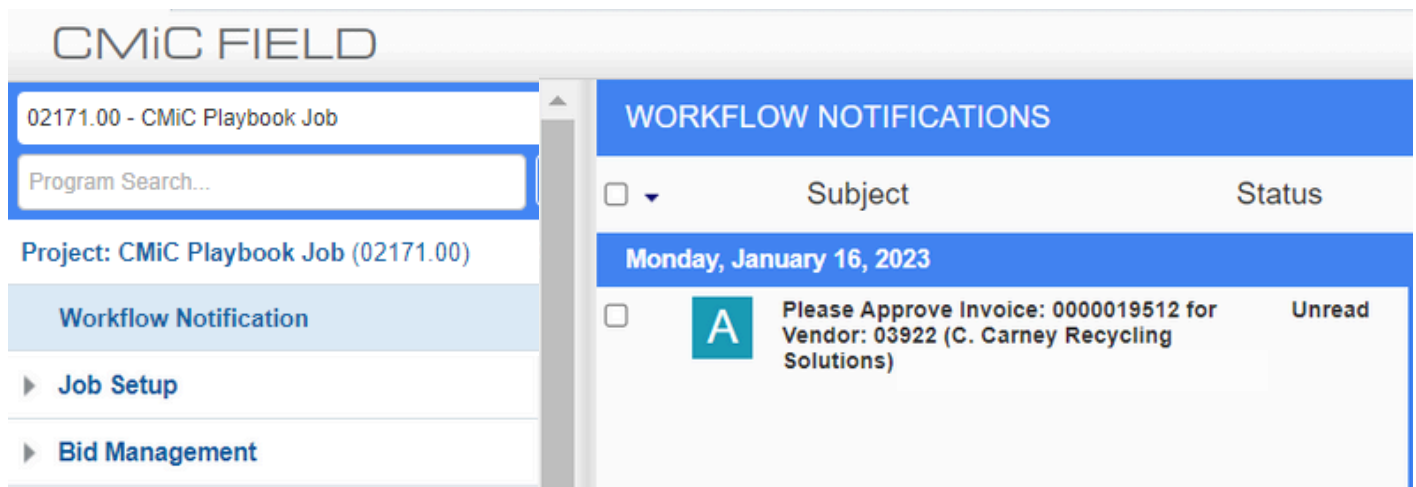 CMiC FIELD
02171.00 - CMiC Playbook Job
Program Search...
Project: CMiC Playbook Job (02171.00)
Workflow Notification
Job Setup
Bid Management
WORKFLOW NOTIFICATIONS
Subject Status
Monday, January 16, 2023
A
Please Approve Invoice: 0000019512 for Unread
Vendor: 03922 (C. Carney Recycling
Solutions)